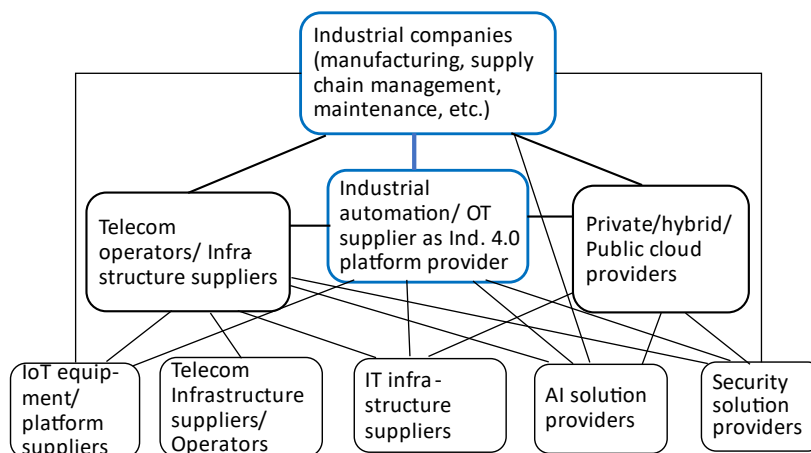 Industrial companies
(manufacturing, supply
chain management,
maintenance, etc.)
Telecom
operators/ Infra-
structure suppliers
Industrial
automation/ OT
supplier as Ind. 4.0
platform provider
Private/hybrid/
Public cloud
providers
IoT equip-
ment/
platform
suppliers
Telecom
Infrastructure
suppliers/
Operators
IT infra-
structure
suppliers
AI solution
providers
Security
solution
providers